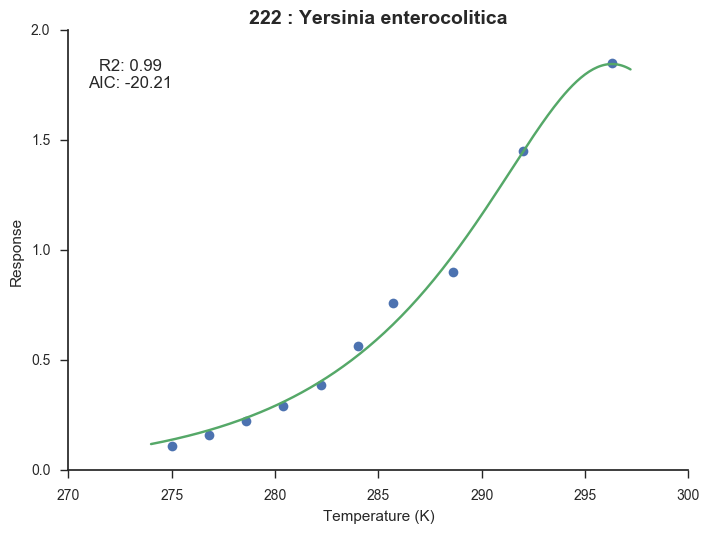 222 : Yersinia enterocolitica
R2: 0.99
AIC: -20.21
2.0
1.5
1.0
0.5
0.0
Response
270 275 280 285 290 295 300
Temperature (K)